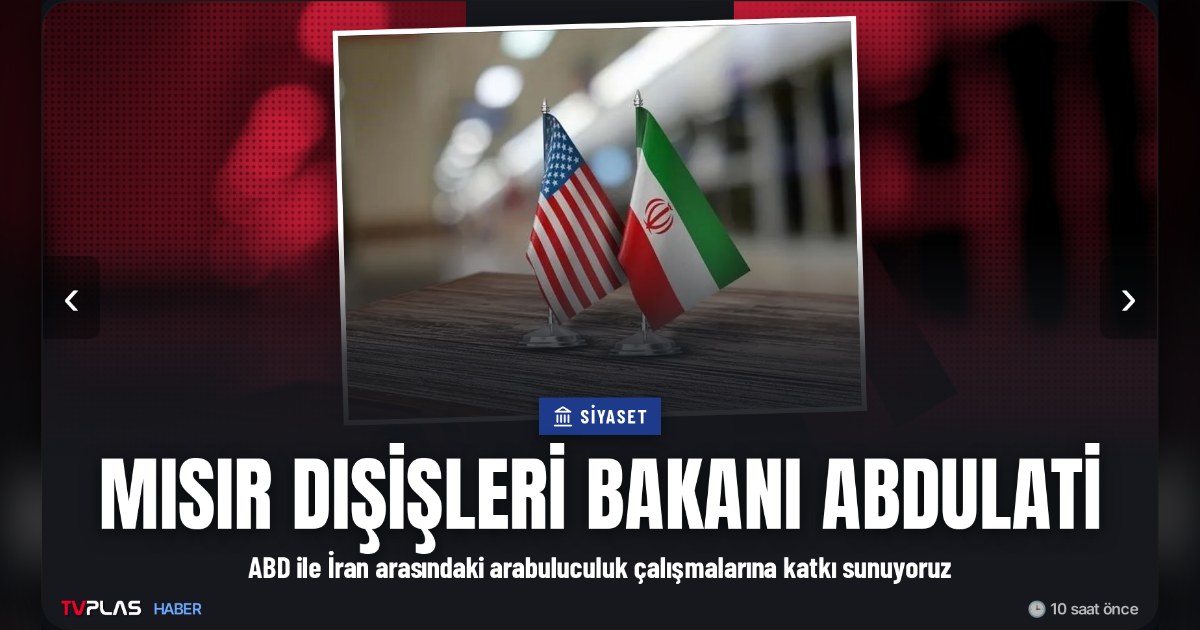 SİYASET
MISIR DIŞİŞLERİ BAKANI ABDULATİ
ABD ile İran arasındaki arabuluculuk çalışmalarına katkı sunuyoruz
TVPLAS HABER
10 saat önce